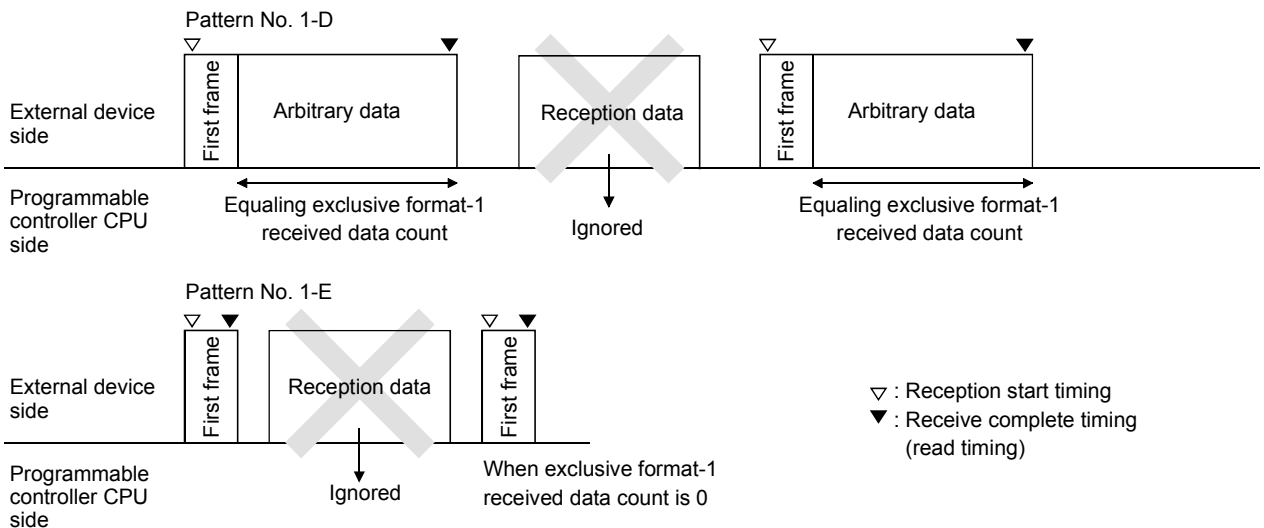 Pattern No. 1-D
External device
side
First frame
Arbitrary data
Reception data
First frame
Arbitrary data
Programmable
controller CPU
side
Equaling exclusive format-1
received data count
Ignored
Equaling exclusive format-1
received data count
Pattern No. 1-E
External device
side
First frame
Reception data
First frame
▽ : Reception start timing
▼ : Receive complete timing
(read timing)
Programmable
controller CPU
side
Ignored
When exclusive format-1
received data count is 0